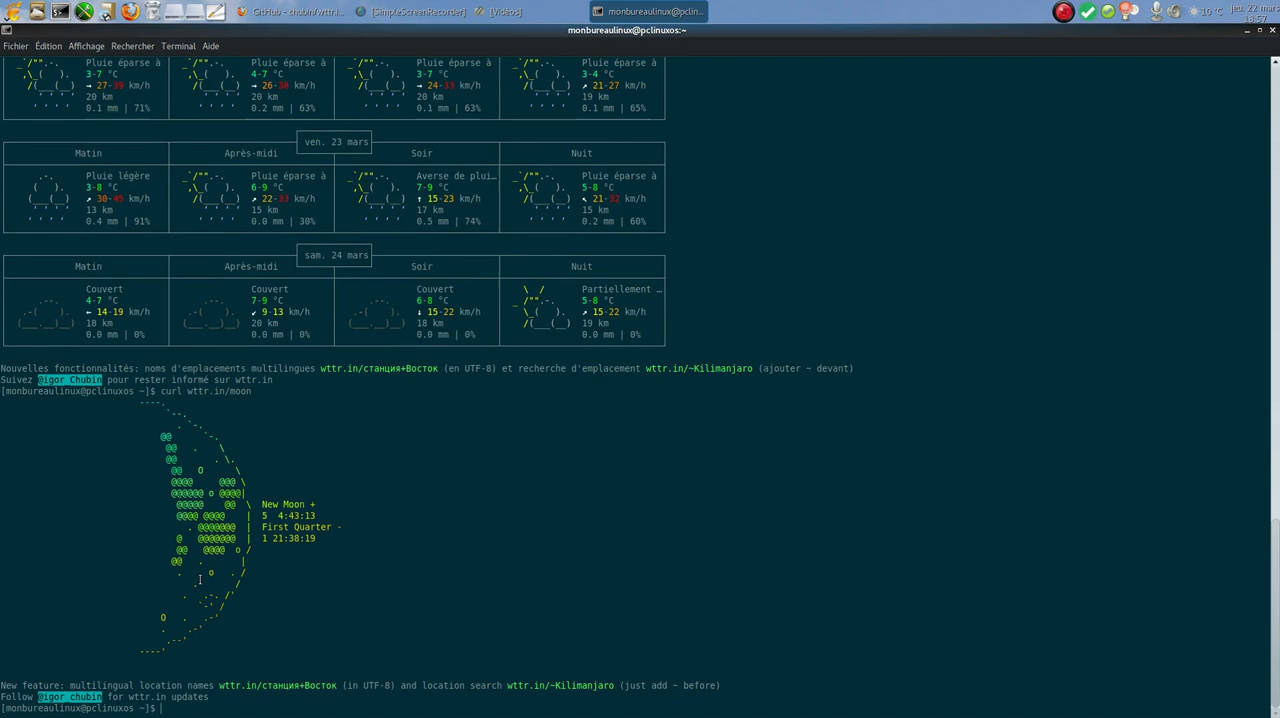 GitHub - chubin/wttr.i...
[SimpleScreenRecorder]
[Vidéos]
monbureaulinux@pclin...
10 °C
jeu. 22 mars
18:57
monbureaulinux@pclinuxos:~
Fichier Édition Affichage Rechercher Terminal Aide
Pluie éparse à Pluie éparse à Pluie éparse à Pluie éparse à
3-7 °C 4-7 °C 3-7 °C 3-4 °C
→ 27-39 km/h → 26-38 km/h → 24-33 km/h ↗ 21-27 km/h
20 km 20 km 20 km 19 km
0.1 mm | 71% 0.2 mm | 63% 0.1 mm | 63% 0.1 mm | 65%
ven. 23 mars
Matin Après-midi Soir Nuit
Pluie légère Pluie éparse à Averse de plui… Pluie éparse à
3-8 °C 6-9 °C 7-9 °C 5-8 °C
↗ 30-45 km/h ↗ 22-33 km/h ↑ 15-23 km/h ↖ 21-32 km/h
13 km 15 km 17 km 15 km
0.4 mm | 91% 0.0 mm | 30% 0.5 mm | 74% 0.2 mm | 60%
sam. 24 mars
Matin Après-midi Soir Nuit
Couvert Couvert Couvert Partiellement …
4-7 °C 7-9 °C 6-8 °C 5-8 °C
← 14-19 km/h ↙ 9-13 km/h ↓ 15-22 km/h ↗ 15-22 km/h
18 km 20 km 18 km 19 km
0.0 mm | 0% 0.0 mm | 0% 0.0 mm | 0% 0.0 mm | 0%
Nouvelles fonctionnalités: noms d'emplacements multilingues wttr.in/станция+Восток (en UTF-8) et recherche d'emplacement wttr.in/~Kilimanjaro (ajouter ~ devant)
Suivez @igor_chubin pour rester informé sur wttr.in
[monbureaulinux@pclinuxos ~]$ curl wttr.in/moon
New Moon +
5 4:43:13
First Quarter -
1 21:38:19
New feature: multilingual location names wttr.in/станция+Восток (in UTF-8) and location search wttr.in/~Kilimanjaro (just add ~ before)
Follow @igor_chubin for wttr.in updates
[monbureaulinux@pclinuxos ~]$